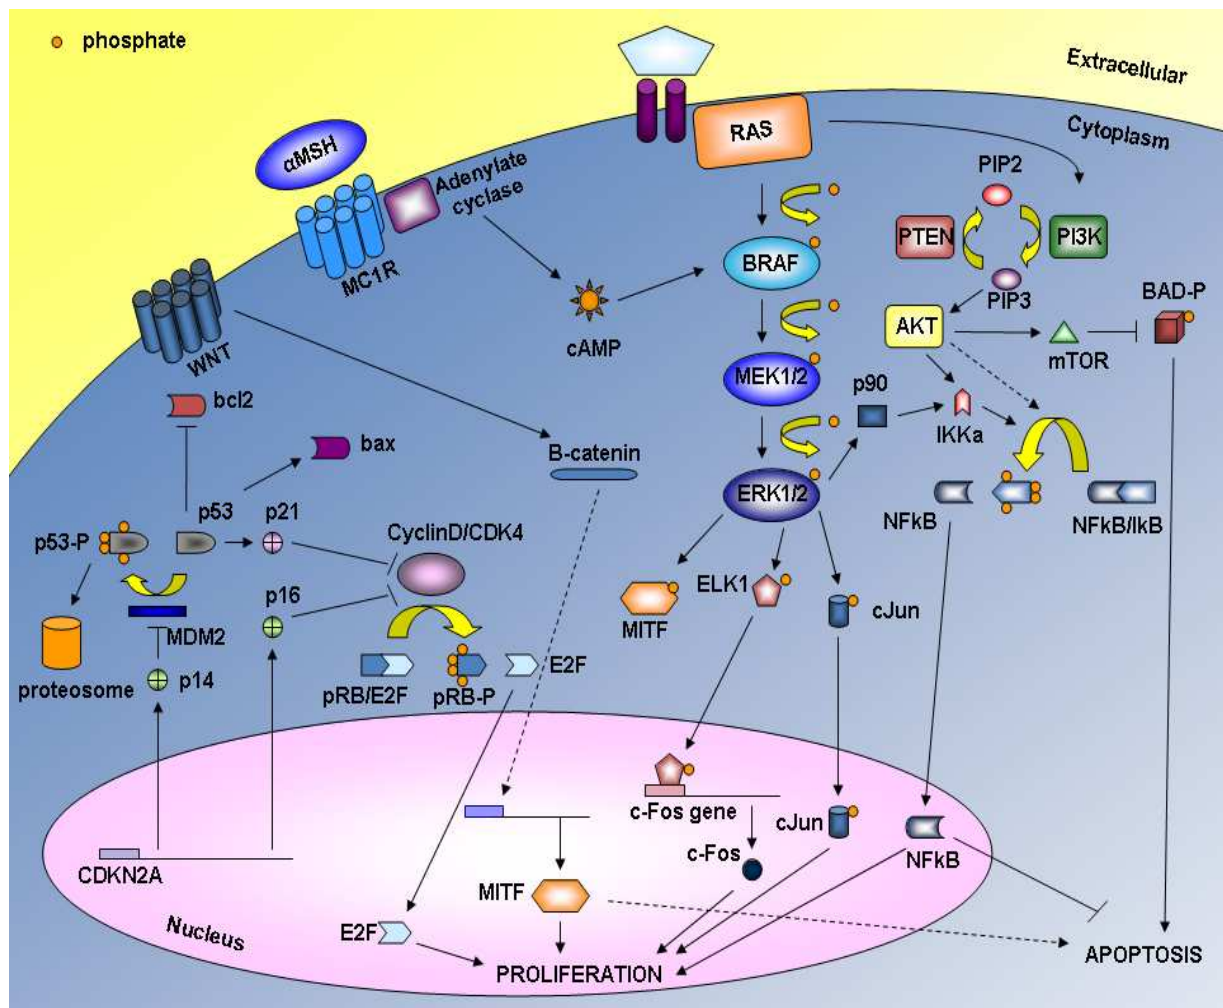 phosphate
Extracellular
Cytoplasm
RAS
αMSH
Adenylate
cyclase
MC1R
PIP2
PTEN
PI3K
PIP3
BRAF
BAD-P
WNT
cAMP
AKT
mTOR
MEK1/2
p90
IKKa
bcl2
bax
B-catenin
ERK1/2
NFkB
NFkB/IkB
p53
p21
p53-P
CyclinD/CDK4
ELK1
p16
cJun
MITF
MDM2
proteosome
p14
pRB/E2F
pRB-P
E2F
c-Fos gene
cJun
c-Fos
NFkB
CDKN2A
MITF
Nucleus
E2F
PROLIFERATION
APOPTOSIS